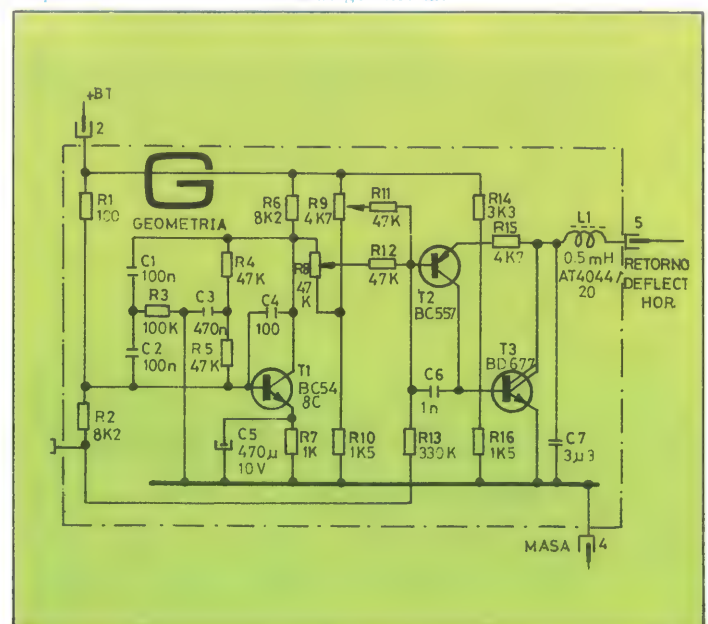 +BT
2
G
GEOMETRIA
R1
100
R6
8K2
R9
4K7
R11
47K
R14
3K3
R15
4K7
L1
0.5 mH
AT4044/
20
5
RETORNO
DEFLECT
HOR.
C1
100n
R3
100K
C3
470n
R4
47K
C4
100
R8
47
K
R12
47K
T2
BC557
C2
100n
R5
47K
T1
BC54
8C
C6
1n
T3
BD677
R2
8K2
C5
470µ
10V
R7
1K
R10
1K5
R13
330K
R16
1K5
C7
3µ3
MASA
4